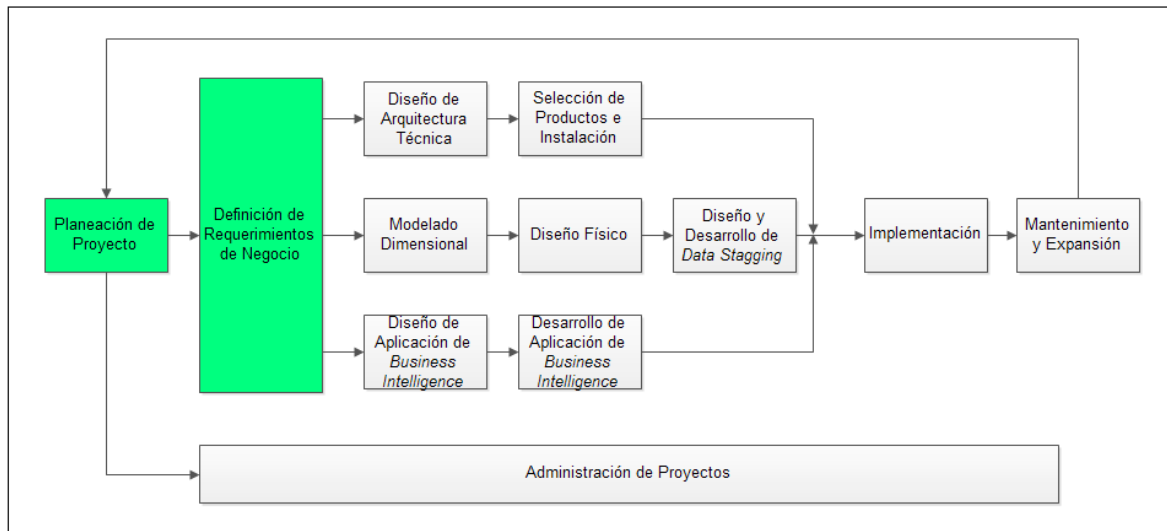 Planeación de
Proyecto
Definición de
Requerimientos
de Negocio
Diseño de
Arquitectura
Técnica
Selección de
Productos e
Instalación
Modelado
Dimensional
Diseño Físico
Diseño y
Desarrollo de
Data Stagging
Diseño de
Aplicación de
Business
Intelligence
Desarrollo de
Aplicación de
Business
Intelligence
Implementación
Mantenimiento
y Expansión
Administración de Proyectos